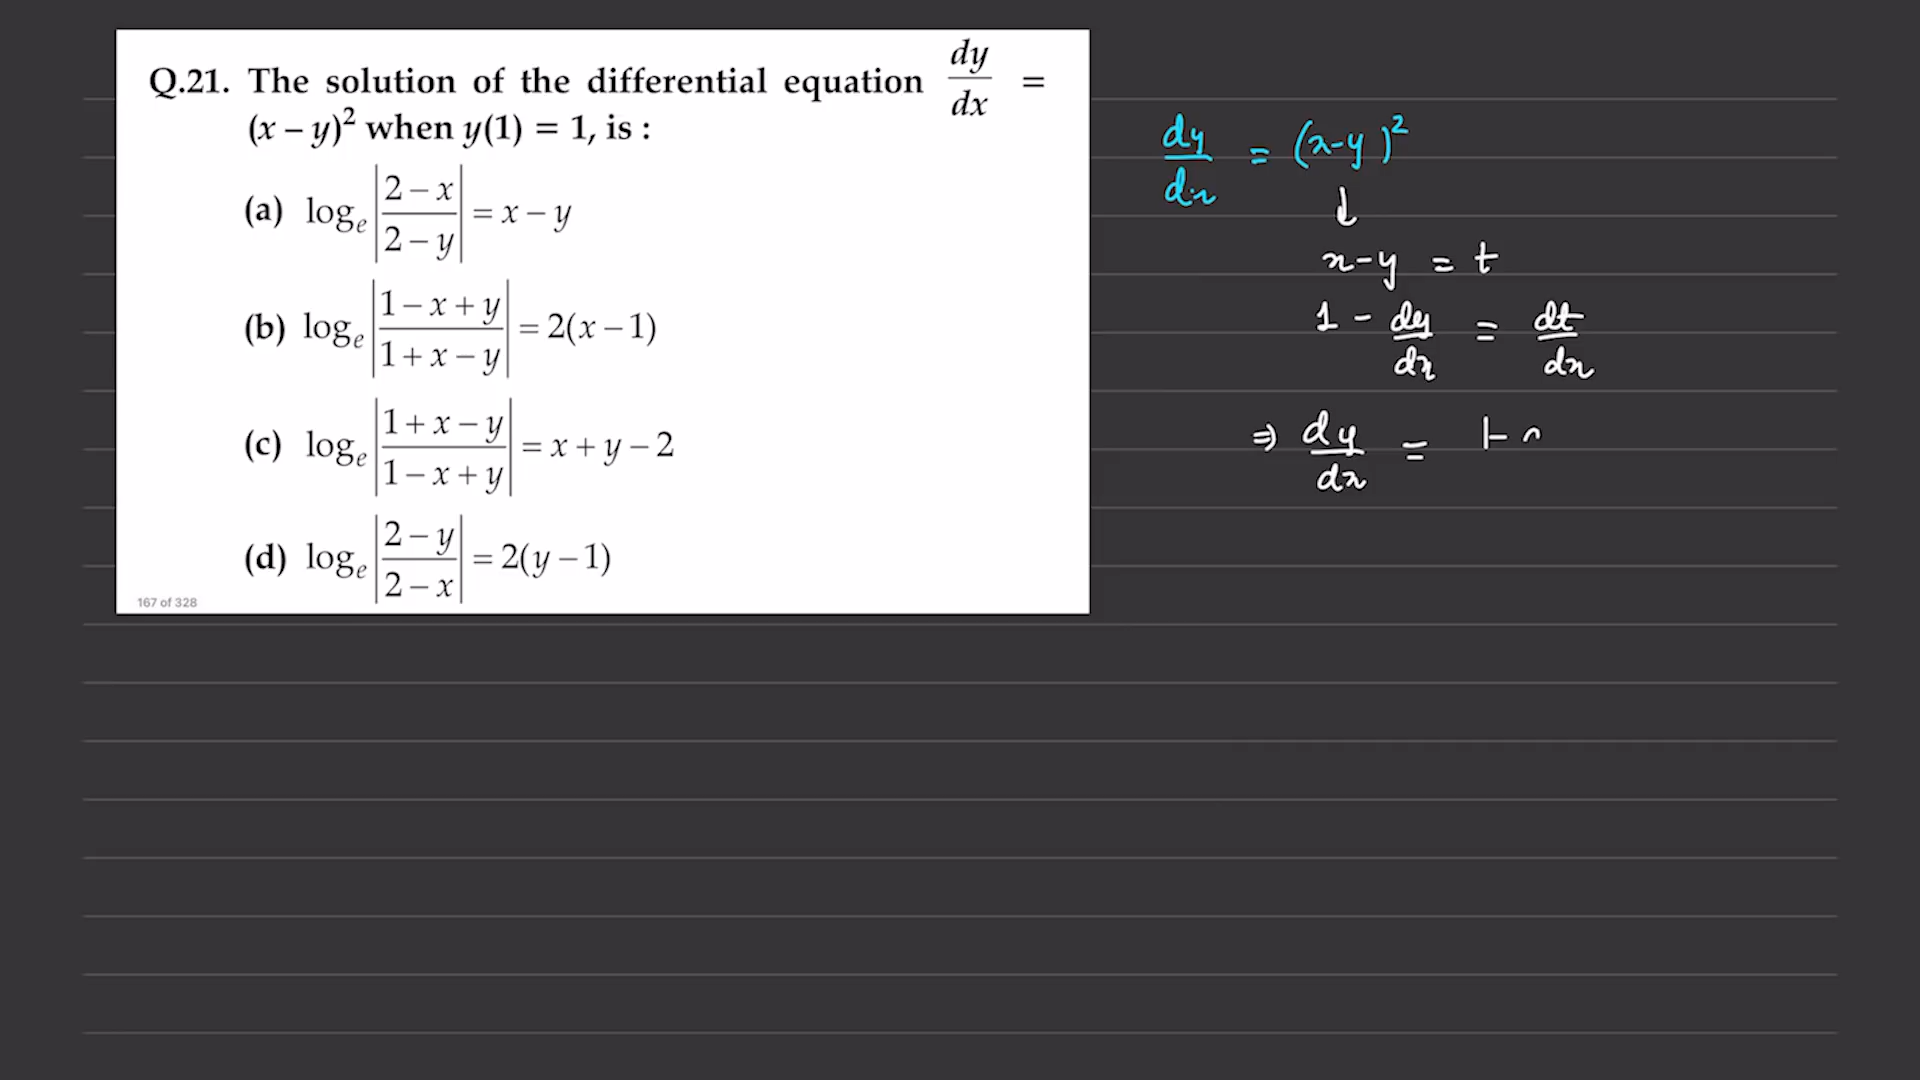 Q.21. The solution of the differential equation dy/dx =
(x – y)² when y(1) = 1, is :
(a) logₑ |(2 – x)/(2 – y)| = x – y
(b) logₑ |(1 – x + y)/(1 + x – y)| = 2(x – 1)
(c) logₑ |(1 + x – y)/(1 – x + y)| = x + y – 2
(d) logₑ |(2 – y)/(2 – x)| = 2(y – 1)
167 of 328
dy/dx = (x-y)²
↓
x-y = t
1 - dy/dx = dt/dx
⇒ dy/dx = 1-